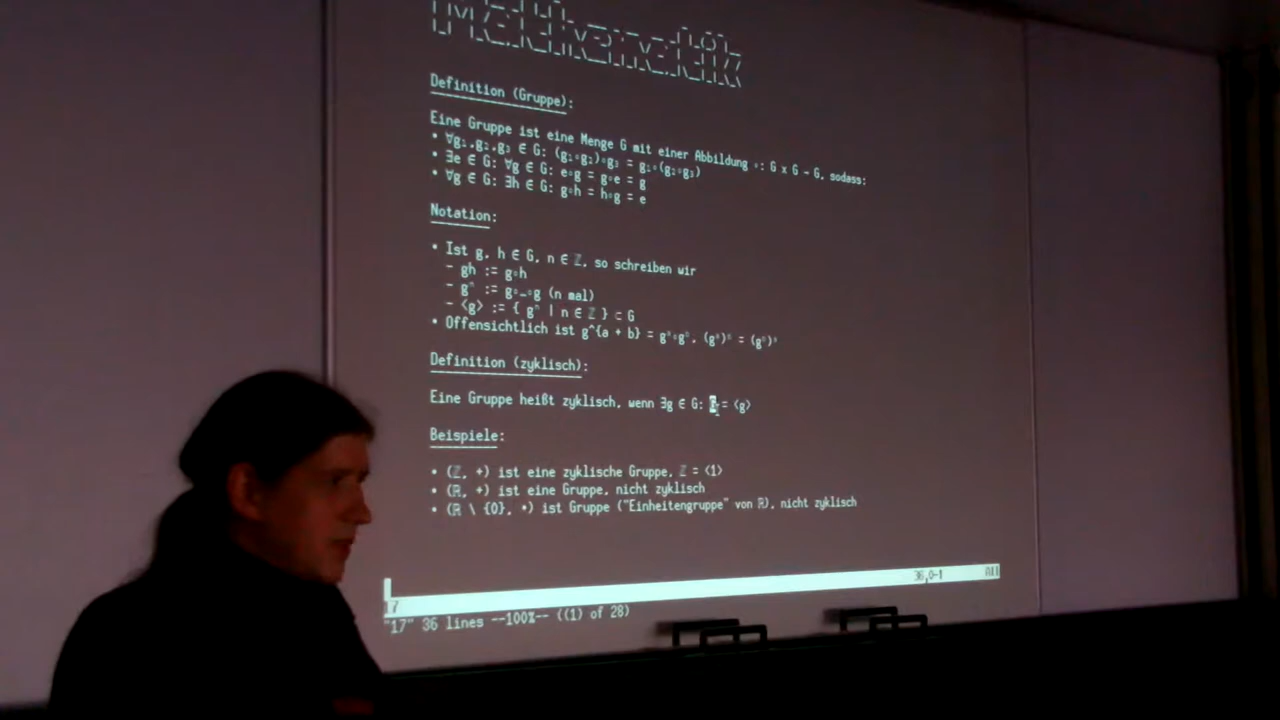 Mathematik
Definition (Gruppe):
Eine Gruppe ist eine Menge G mit einer Abbildung ∘: G x G → G, sodass:
• ∀g₁,g₂,g₃ ∈ G: (g₁∘g₂)∘g₃ = g₁∘(g₂∘g₃)
• ∃e ∈ G: ∀g ∈ G: e∘g = g∘e = g
• ∀g ∈ G: ∃h ∈ G: g∘h = h∘g = e
Notation:
• Ist g, h ∈ G, n ∈ ℤ, so schreiben wir
- gh := g∘h
- gⁿ := g∘…∘g (n mal)
- ⟨g⟩ := { gⁿ | n ∈ ℤ } ⊂ G
• Offensichtlich ist g^{a + b} = gᵃ∘gᵇ, (gᵃ)ᵇ = (gᵇ)ᵃ
Definition (zyklisch):
Eine Gruppe heißt zyklisch, wenn ∃g ∈ G: G = ⟨g⟩
Beispiele:
• (ℤ, +) ist eine zyklische Gruppe, ℤ = ⟨1⟩
• (ℝ, +) ist eine Gruppe, nicht zyklisch
• (ℝ \ {0}, •) ist Gruppe ("Einheitengruppe" von ℝ), nicht zyklisch
17 36,0-1 All
"17" 36 lines --100%-- ((1) of 28)